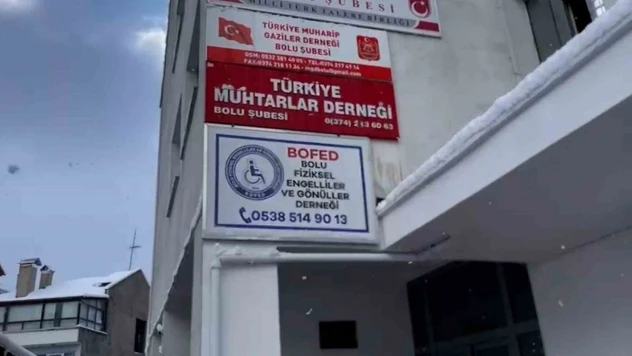 ŞUBESİ
MİLLİ TÜRK TALEBE BİRLİĞİ
TÜRKİYE MUHARİP
GAZİLER DERNEĞİ
BOLU ŞUBESİ
TÜRKİYE
MUHTARLAR DERNEĞİ
BOLU ŞUBESİ
BOFED
BOLU
FİZİKSEL
ENGELLİLER
VE GÖNÜLLER
DERNEĞİ
0538 514 90 13